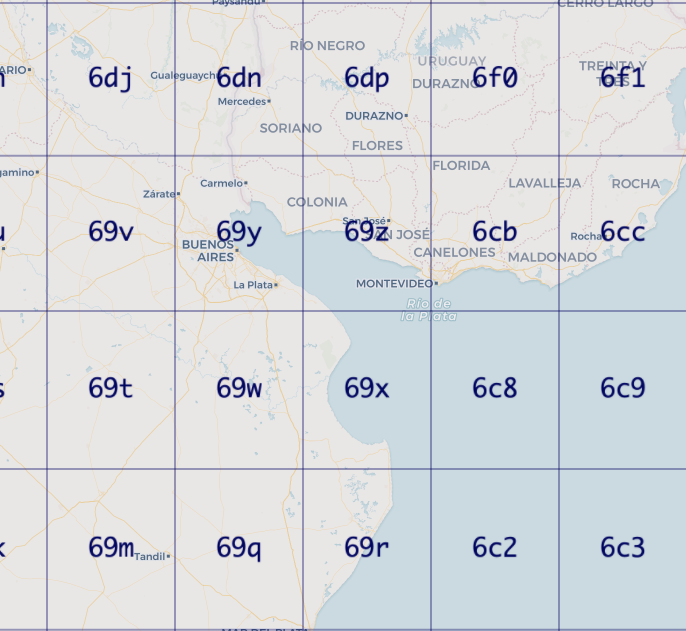 Paysandú
CERRO LARGO
RÍO NEGRO
URUGUAY
TREINTA Y
TRES
ARIO
6dj
Gualeguaychú
6dn
6dp
DURAZNO
6f0
6f1
Mercedes
DURAZNO
SORIANO
FLORES
FLORIDA
gamino
Zárate
Carmelo
LAVALLEJA
ROCHA
COLONIA
San José
69v
69y
69z
SAN JOSÉ
6cb
Rocha
6cc
BUENOS
AIRES
CANELONES
MALDONADO
La Plata
MONTEVIDEO
Río de
la Plata
s
69t
69w
69x
6c8
6c9
k
69m
Tandil
69q
69r
6c2
6c3
MAR DEL PLATA